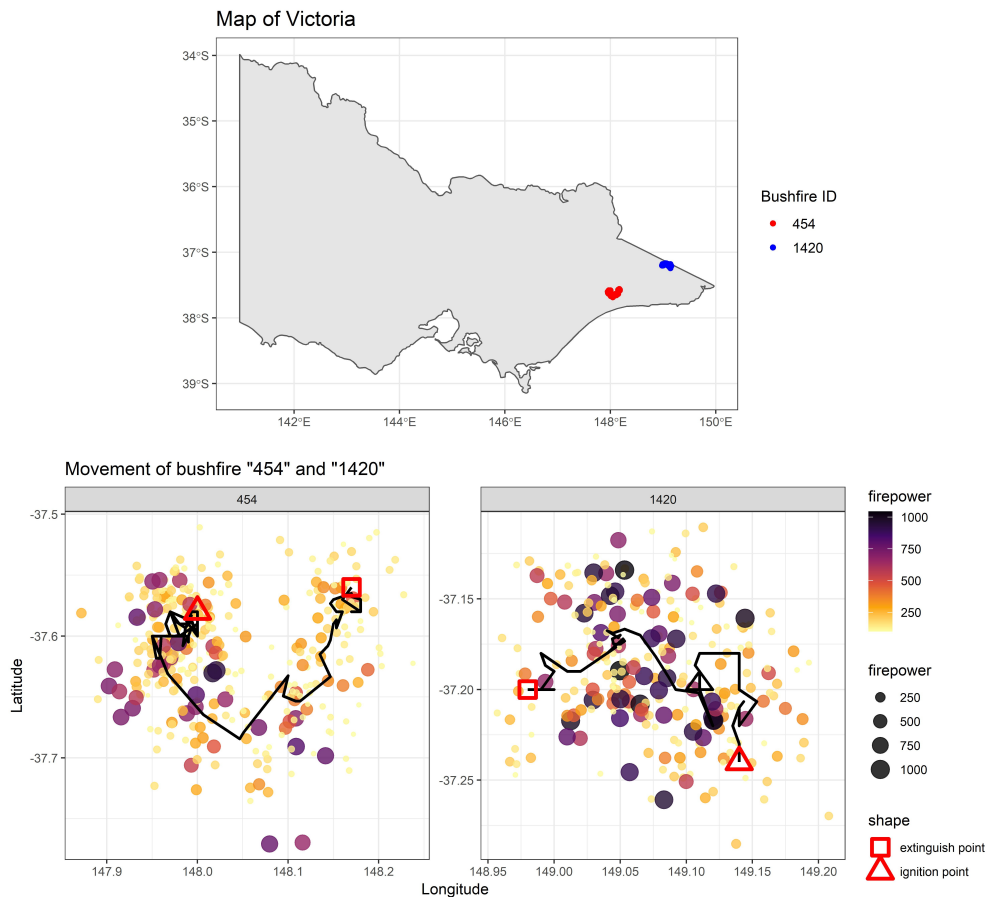 Map of Victoria
34°S
35°S
36°S
37°S
38°S
39°S
142°E
144°E
146°E
148°E
150°E
Bushfire ID
454
1420
Movement of bushfire "454" and "1420"
454
1420
Latitude
-37.5
-37.6
-37.7
147.9
148.0
148.1
148.2
-37.15
-37.20
-37.25
148.95
149.00
149.05
149.10
149.15
149.20
Longitude
firepower
1000
750
500
250
firepower
250
500
750
1000
shape
extinguish point
ignition point